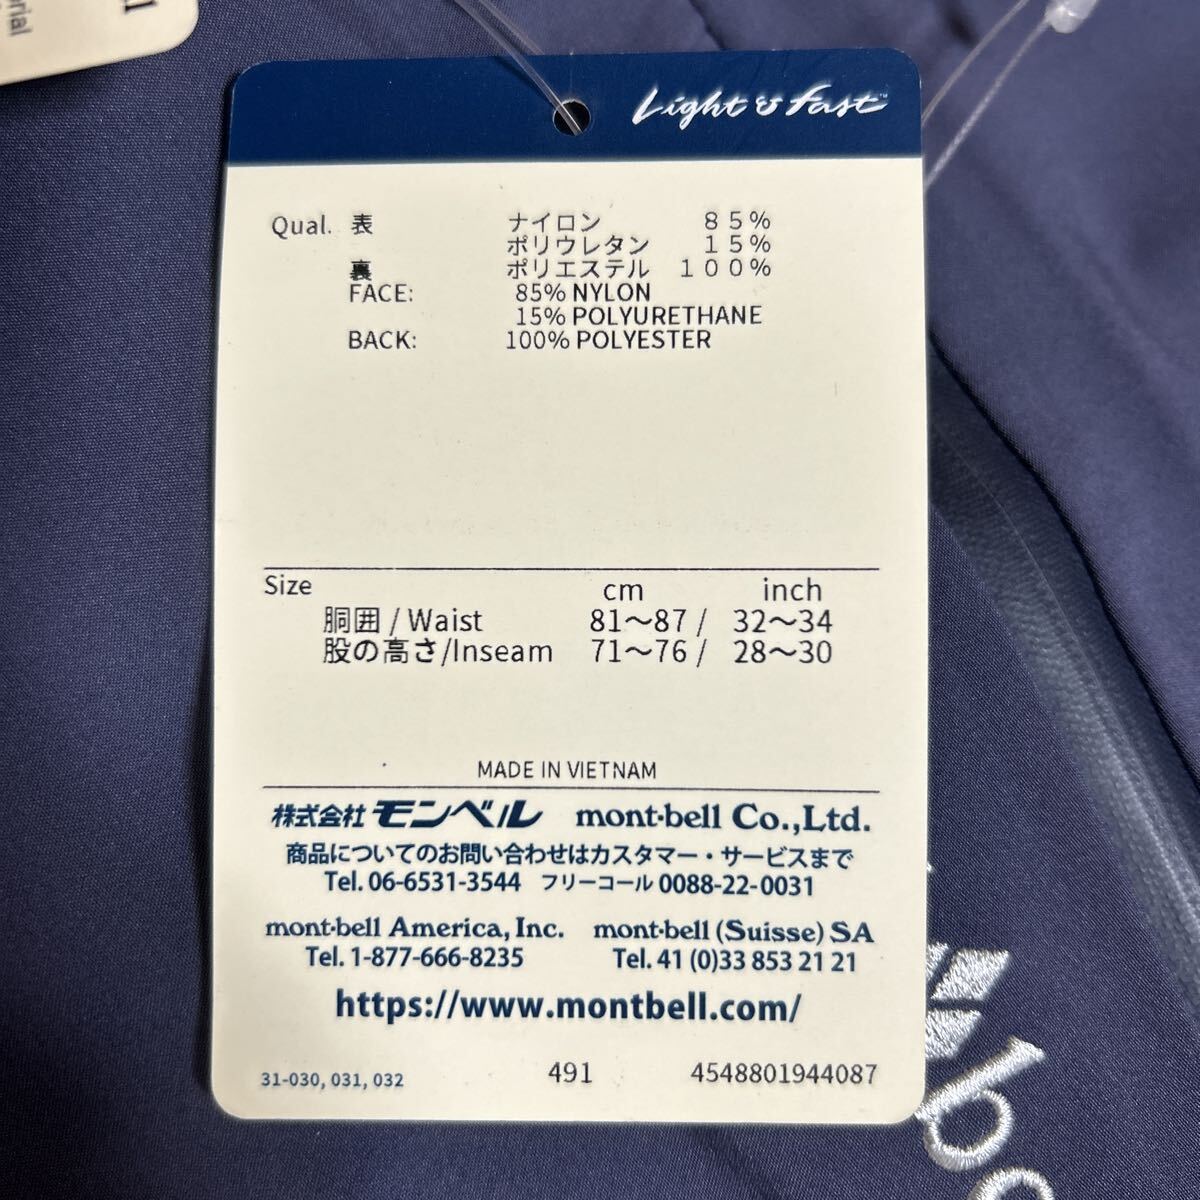 Light & Fast™
Qual. 表 ナイロン 85%
ポリウレタン 15%
裏 ポリエステル 100%
FACE: 85% NYLON
15% POLYURETHANE
BACK: 100% POLYESTER
Size cm inch
胴囲 / Waist 81～87 / 32～34
股の高さ/Inseam 71～76 / 28～30
MADE IN VIETNAM
株式会社 モンベル mont-bell Co.,Ltd.
商品についてのお問い合わせはカスタマー・サービスまで
Tel. 06-6531-3544 フリーコール 0088-22-0031
mont-bell America, Inc. mont-bell (Suisse) SA
Tel. 1-877-666-8235 Tel. 41 (0)33 853 21 21
https://www.montbell.com/
31-030, 031, 032 491 4548801944087